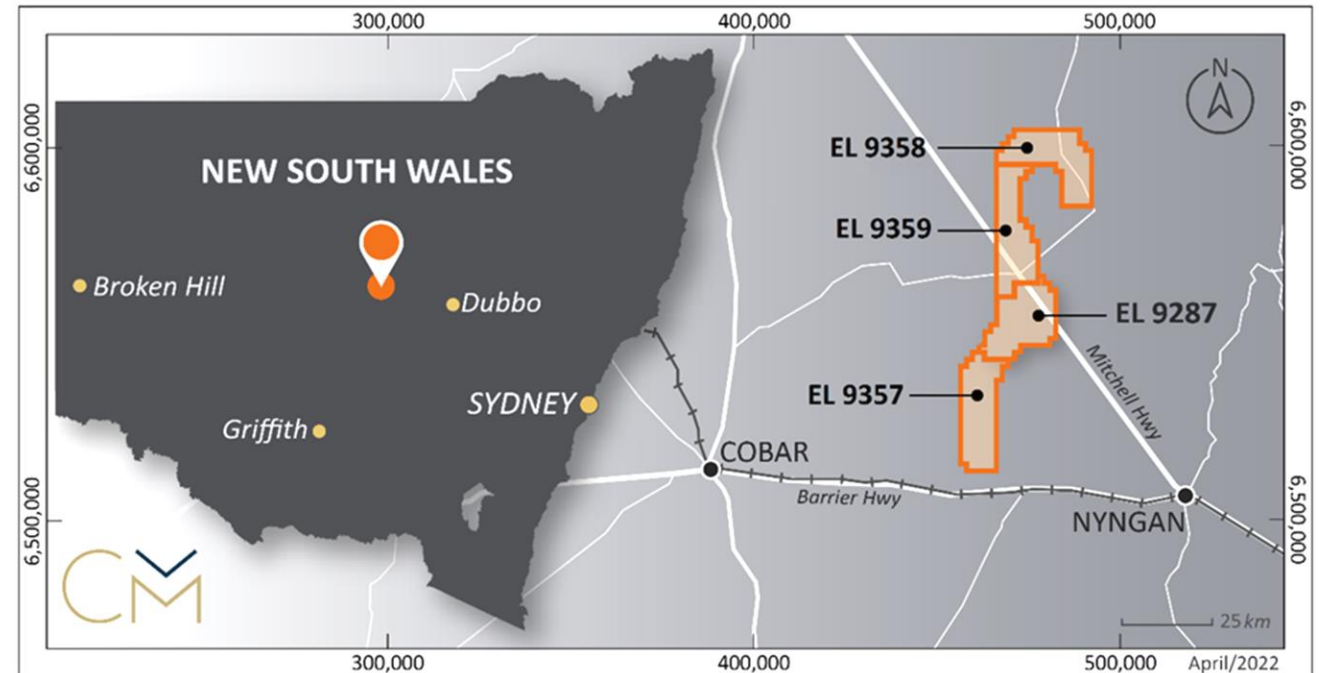 300,000 400,000 500,000
N
6,600,000
6,600,000
NEW SOUTH WALES
EL 9358
EL 9359
Broken Hill
Dubbo
EL 9287
Mitchell Hwy
SYDNEY
EL 9357
Griffith
COBAR
Barrier Hwy
NYNGAN
6,500,000
6,500,000
CM
25 km
300,000 400,000 500,000
April/2022